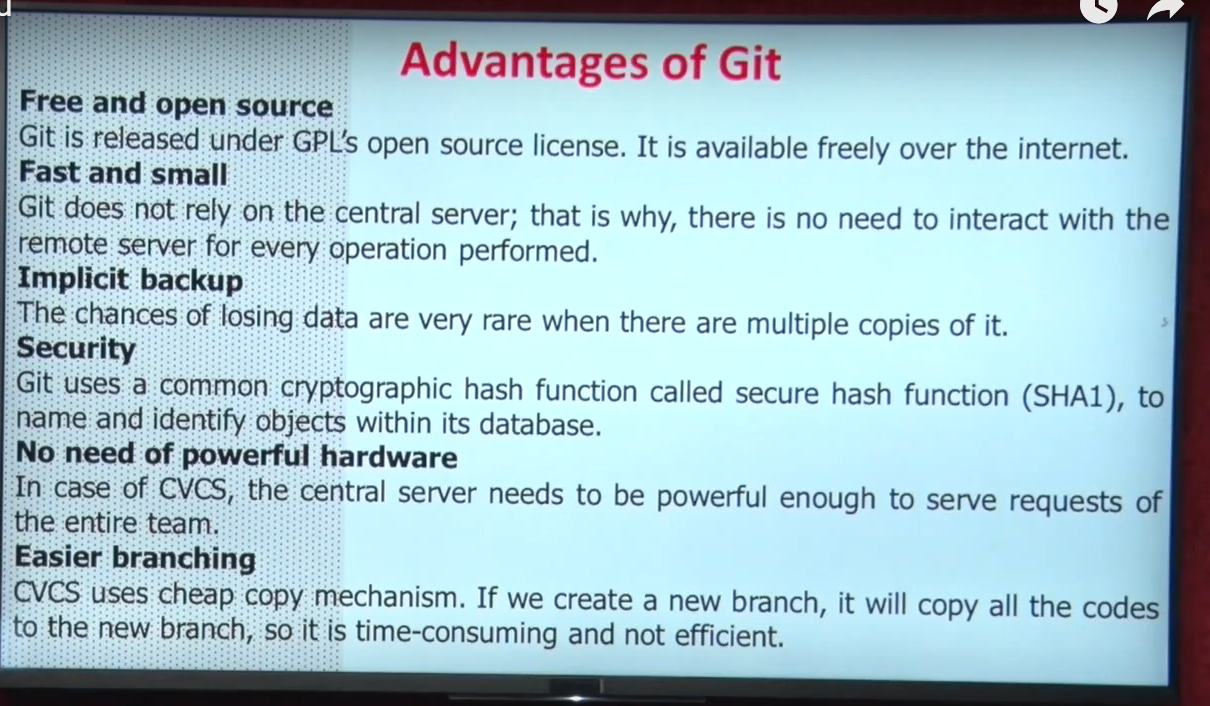 Advantages of Git
Free and open source
Git is released under GPL's open source license. It is available freely over the internet.
Fast and small
Git does not rely on the central server; that is why, there is no need to interact with the
remote server for every operation performed.
Implicit backup
The chances of losing data are very rare when there are multiple copies of it.
Security
Git uses a common cryptographic hash function called secure hash function (SHA1), to
name and identify objects within its database.
No need of powerful hardware
In case of CVCS, the central server needs to be powerful enough to serve requests of
the entire team.
Easier branching
CVCS uses cheap copy mechanism. If we create a new branch, it will copy all the codes
to the new branch, so it is time-consuming and not efficient.